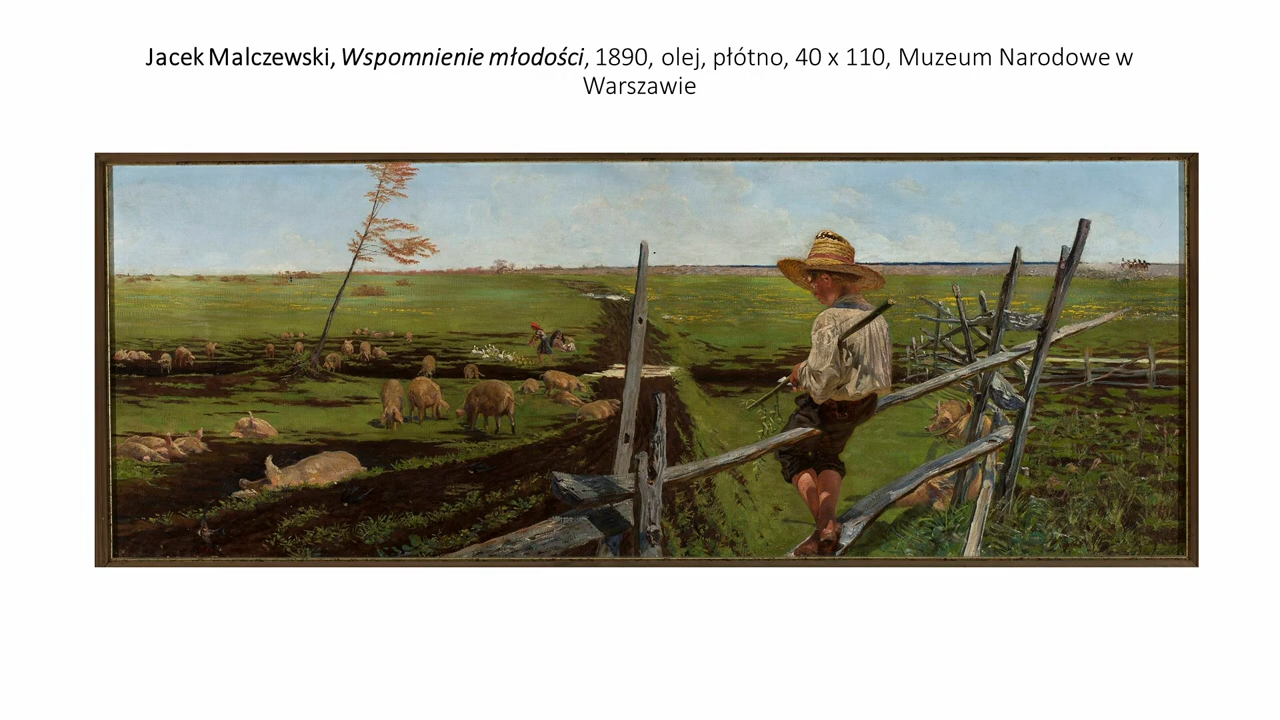 Jacek Malczewski, Wspomnienie młodości, 1890, olej, płótno, 40 x 110, Muzeum Narodowe w
Warszawie